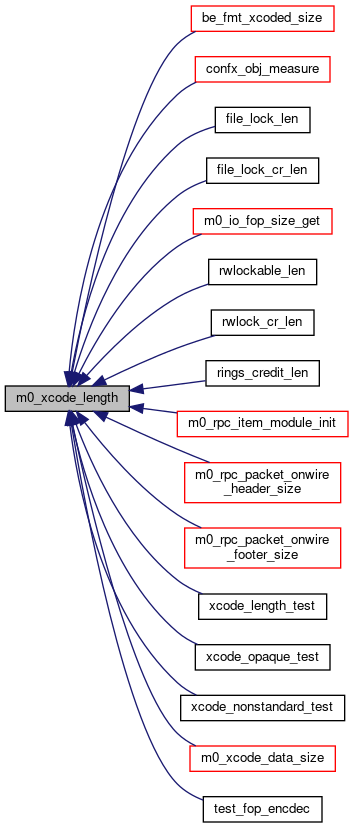 be_fmt_xcoded_size
confx_obj_measure
file_lock_len
file_lock_cr_len
m0_io_fop_size_get
rwlockable_len
rwlock_cr_len
rings_credit_len
m0_xcode_length
m0_rpc_item_module_init
m0_rpc_packet_onwire
_header_size
m0_rpc_packet_onwire
_footer_size
xcode_length_test
xcode_opaque_test
xcode_nonstandard_test
m0_xcode_data_size
test_fop_encdec